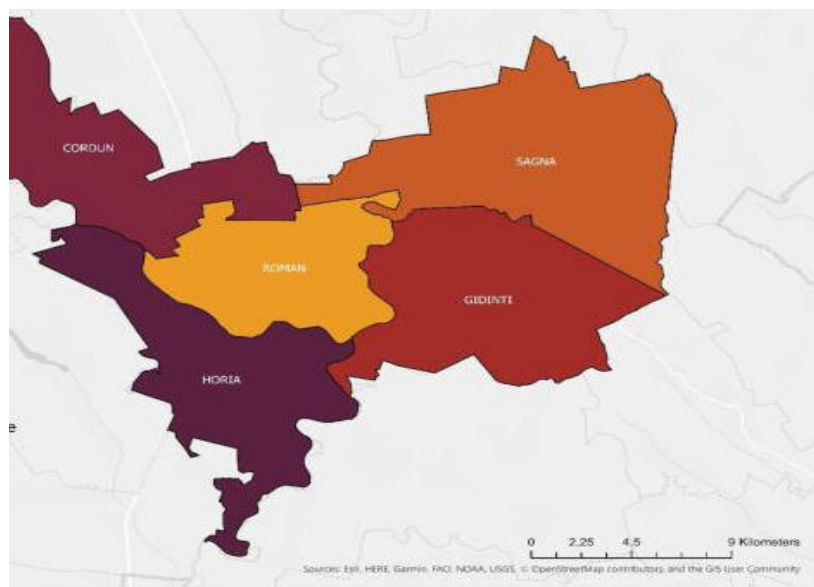 CORDUN
SAGNA
ROMAN
GIDINTI
HORIA
e
0 2,25 4,5 9 Kilometers
Sources: Esri, HERE, Garmin, FAO, NOAA, USGS, © OpenStreetMap contributors, and the GIS User Community